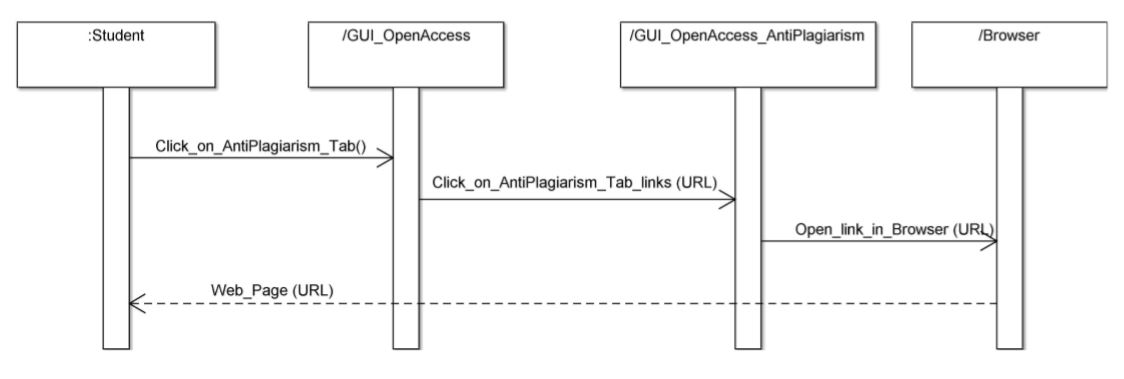 :Student
/GUI_OpenAccess
/GUI_OpenAccess_AntiPlagiarism
/Browser
Click_on_AntiPlagiarism_Tab()
Click_on_AntiPlagiarism_Tab_links (URL)
Open_link_in_Browser (URL)
Web_Page (URL)